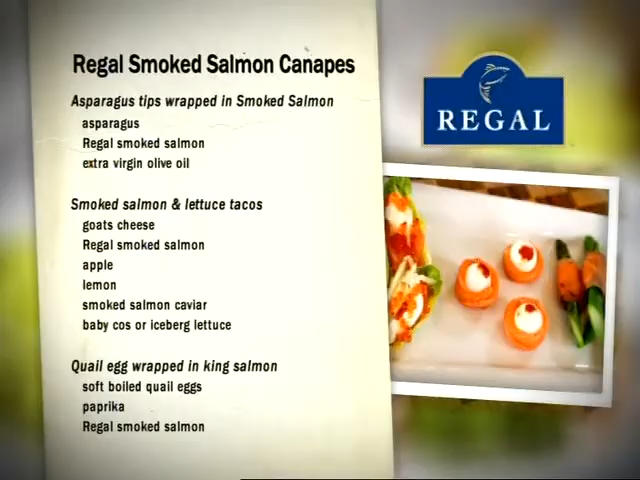 Regal Smoked Salmon Canapes
Asparagus tips wrapped in Smoked Salmon
asparagus
Regal smoked salmon
extra virgin olive oil
Smoked salmon & lettuce tacos
goats cheese
Regal smoked salmon
apple
lemon
smoked salmon caviar
baby cos or iceberg lettuce
Quail egg wrapped in king salmon
soft boiled quail eggs
paprika
Regal smoked salmon
REGAL